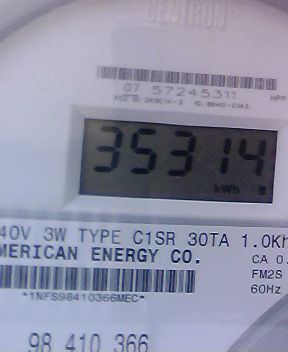 CENTRON
07 57245311
35314
kWh
40V 3W TYPE C1SR 30TA 1.0Kh
MERICAN ENERGY CO.
CA 0.
FM2S
60Hz
*1NFS98410366MEC*
98 410 366